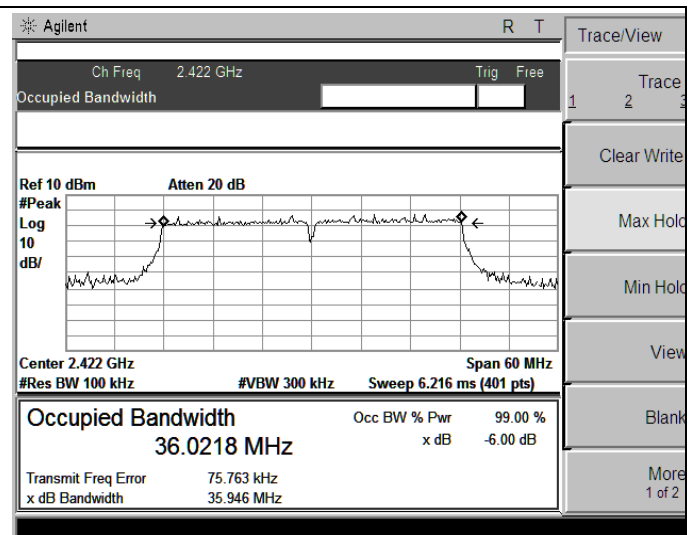 Agilent R T
Ch Freq 2.422 GHz Trig Free
Occupied Bandwidth
Ref 10 dBm Atten 20 dB
#Peak
Log
10
dB/
Center 2.422 GHz Span 60 MHz
#Res BW 100 kHz #VBW 300 kHz Sweep 6.216 ms (401 pts)
Occupied Bandwidth
36.0218 MHz
Occ BW % Pwr 99.00 %
x dB -6.00 dB
Transmit Freq Error 75.763 kHz
x dB Bandwidth 35.946 MHz
Trace/View
Trace
1 2 3
Clear Write
Max Hold
Min Hold
View
Blank
More
1 of 2